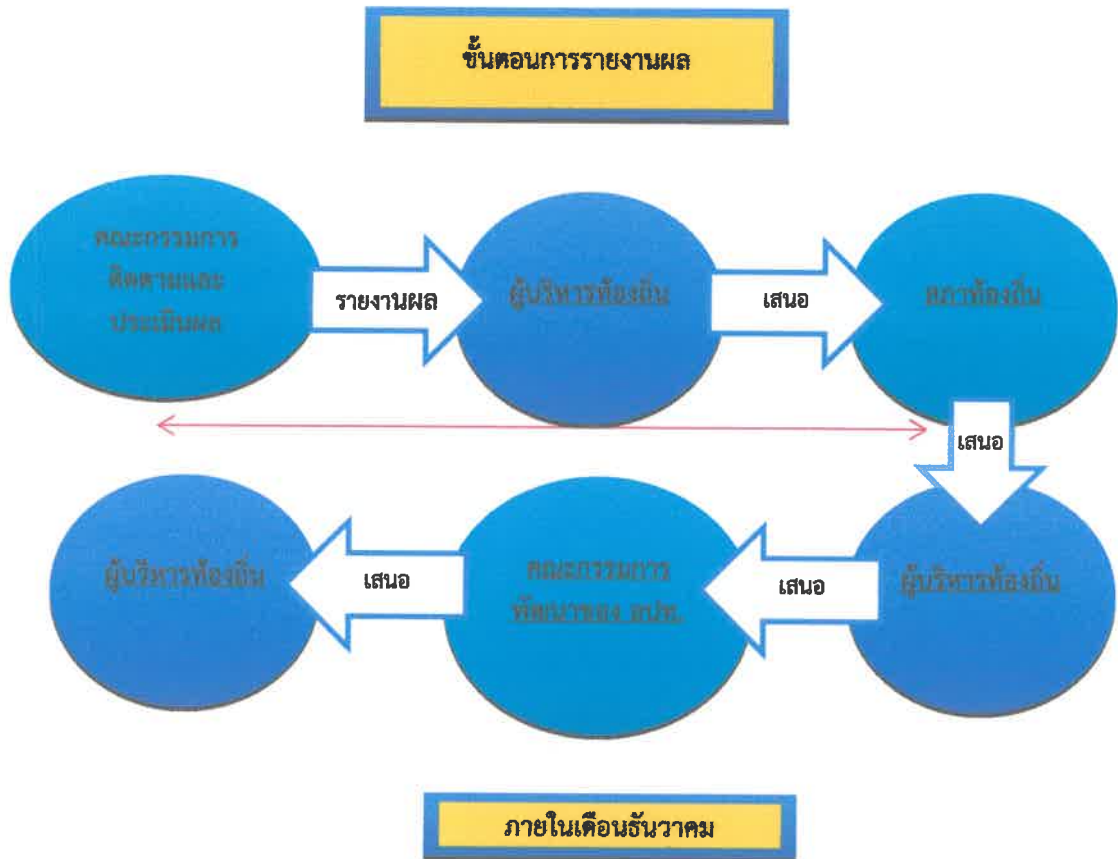 ขั้นตอนการรายงานผล
คณะกรรมการ
ติดตามและ
ประเมินผล
รายงานผล
ผู้บริหารท้องถิ่น
เสนอ
สภาท้องถิ่น
เสนอ
ผู้บริหารท้องถิ่น
เสนอ
คณะกรรมการ
พัฒนาของ อปท.
เสนอ
ผู้บริหารท้องถิ่น
ภายในเดือนธันวาคม